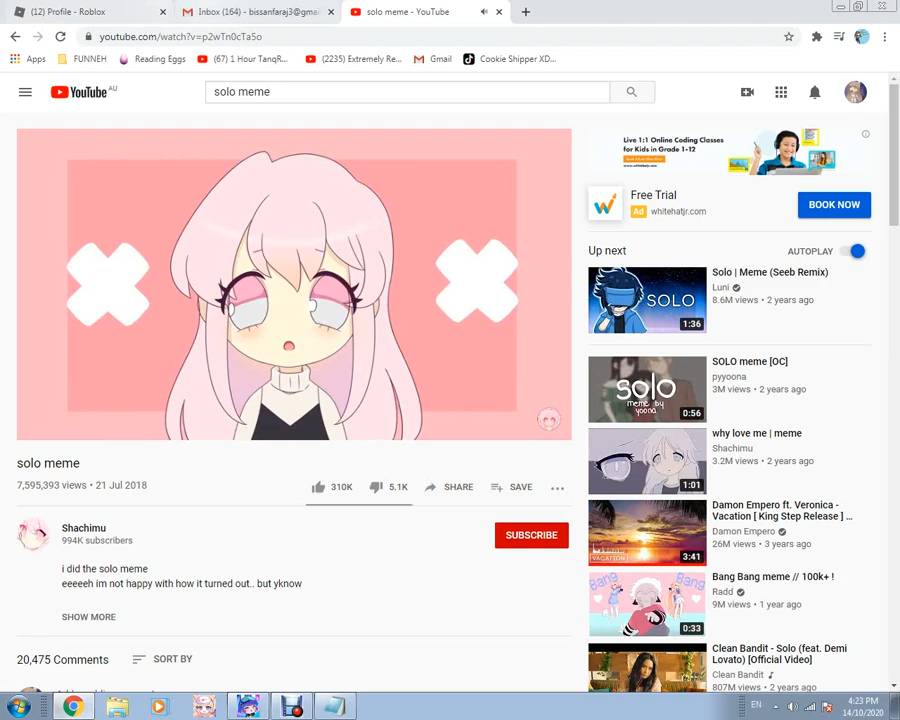 (12) Profile - Roblox
Inbox (164) - bissanfaraj3@gmai
solo meme - YouTube
youtube.com/watch?v=p2wTn0cTa5o
Apps
FUNNEH
Reading Eggs
(67) 1 Hour TanqR...
(2235) Extremely Re...
Gmail
Cookie Shipper XD...
YouTube AU
solo meme
Live 1:1 Online Coding Classes
for Kids in Grade 1-12
Free Trial
Ad whitehatjr.com
BOOK NOW
Up next
AUTOPLAY
SOLO
1:36
Solo | Meme (Seeb Remix)
Luni
8.6M views • 2 years ago
solo
meme by
yoona
0:56
SOLO meme [OC]
pyyoona
3M views • 2 years ago
1:01
why love me | meme
Shachimu
3.2M views • 2 years ago
VACATION
3:41
Damon Empero ft. Veronica -
Vacation [ King Step Release ] ...
Damon Empero
26M views • 3 years ago
Bang
Bang
0:33
Bang Bang meme // 100k+ !
Radd
9M views • 1 year ago
Clean Bandit - Solo (feat. Demi
Lovato) [Official Video]
Clean Bandit
807M views • 2 years ago
solo meme
7,595,393 views • 21 Jul 2018
310K
5.1K
SHARE
SAVE
Shachimu
994K subscribers
SUBSCRIBE
i did the solo meme
eeeeeh im not happy with how it turned out.. but yknow
SHOW MORE
20,475 Comments
SORT BY
EN
4:23 PM
14/10/2020